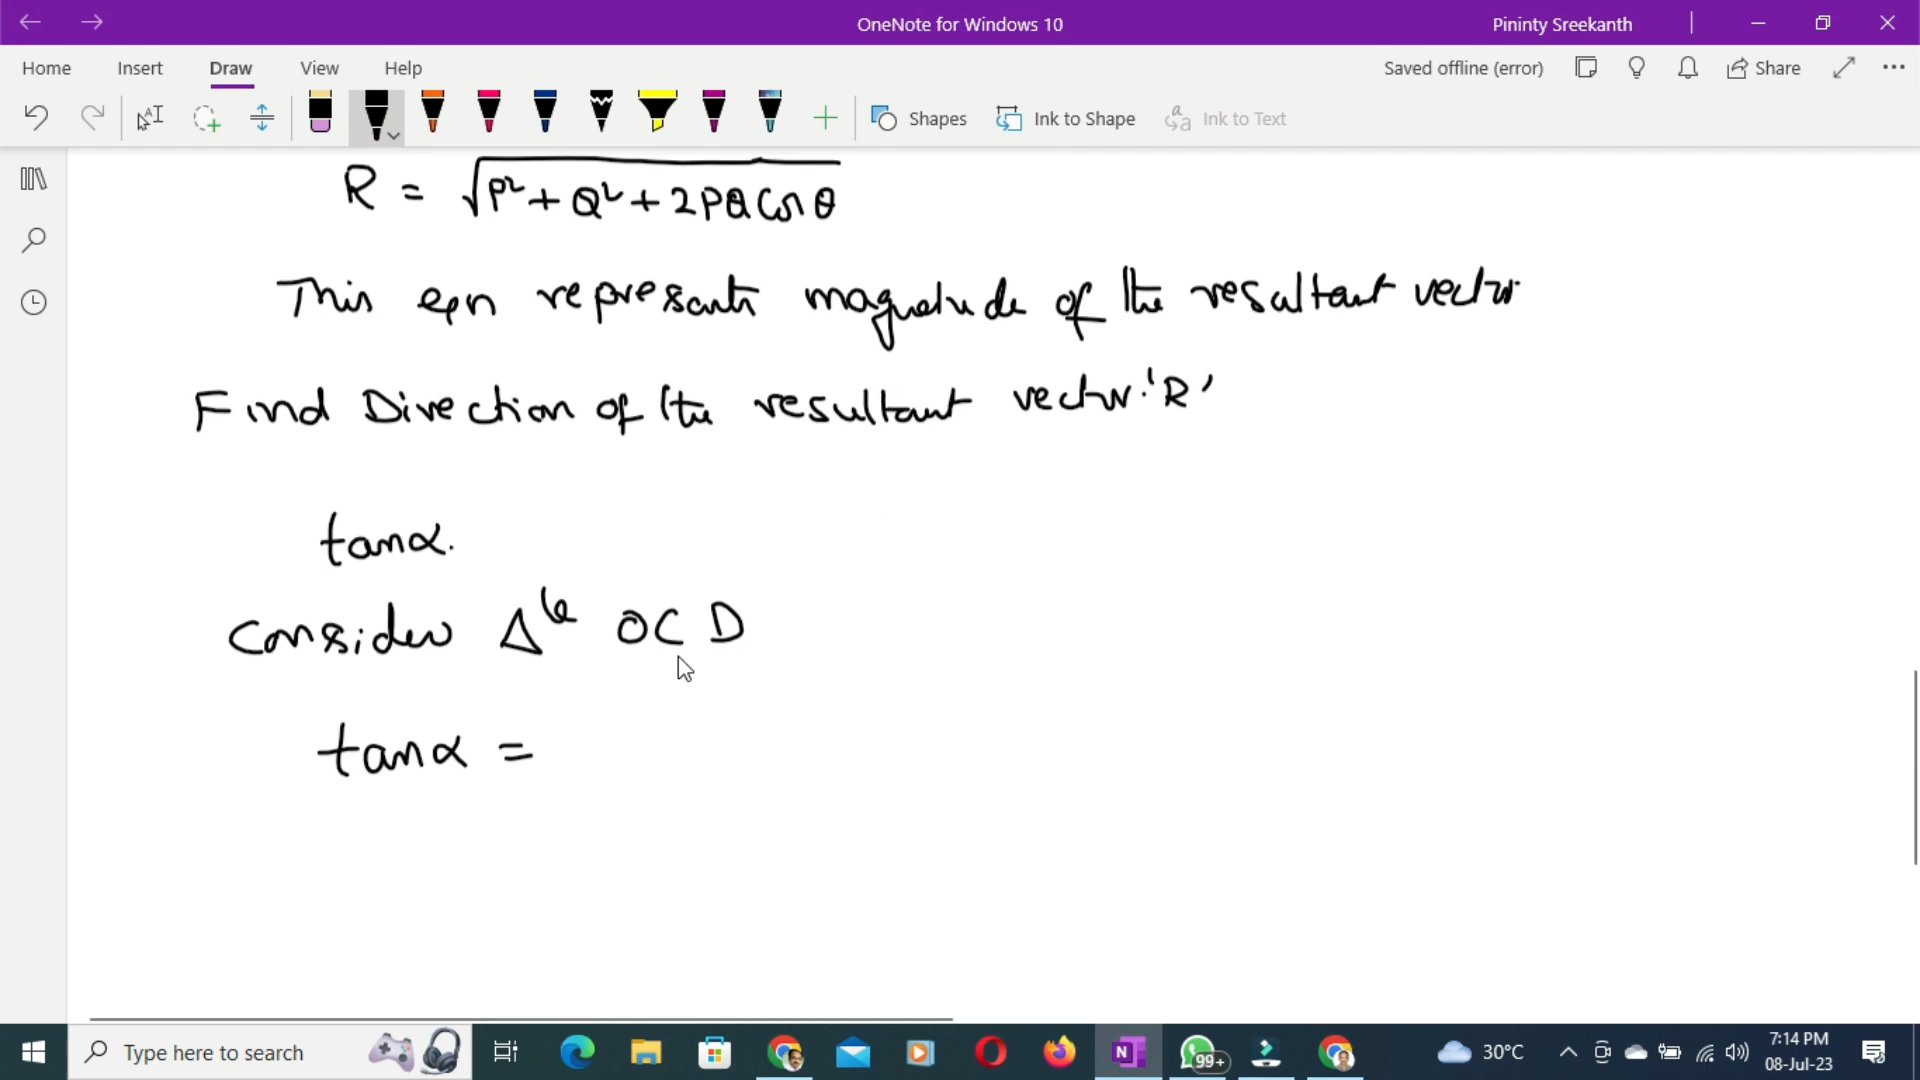 OneNote for Windows 10
Pininty Sreekanth
Home Insert Draw View Help
Saved offline (error)
Share
Shapes
Ink to Shape
Ink to Text
R = √P²+Q²+2PQ Cos θ
This eqn represents magnetude of the resultant vector
Find Direction of the resultant vector. 'R'
tanα.
Consider Δle OCD
tanα =
Type here to search
99+
30°C
7:14 PM
08-Jul-23